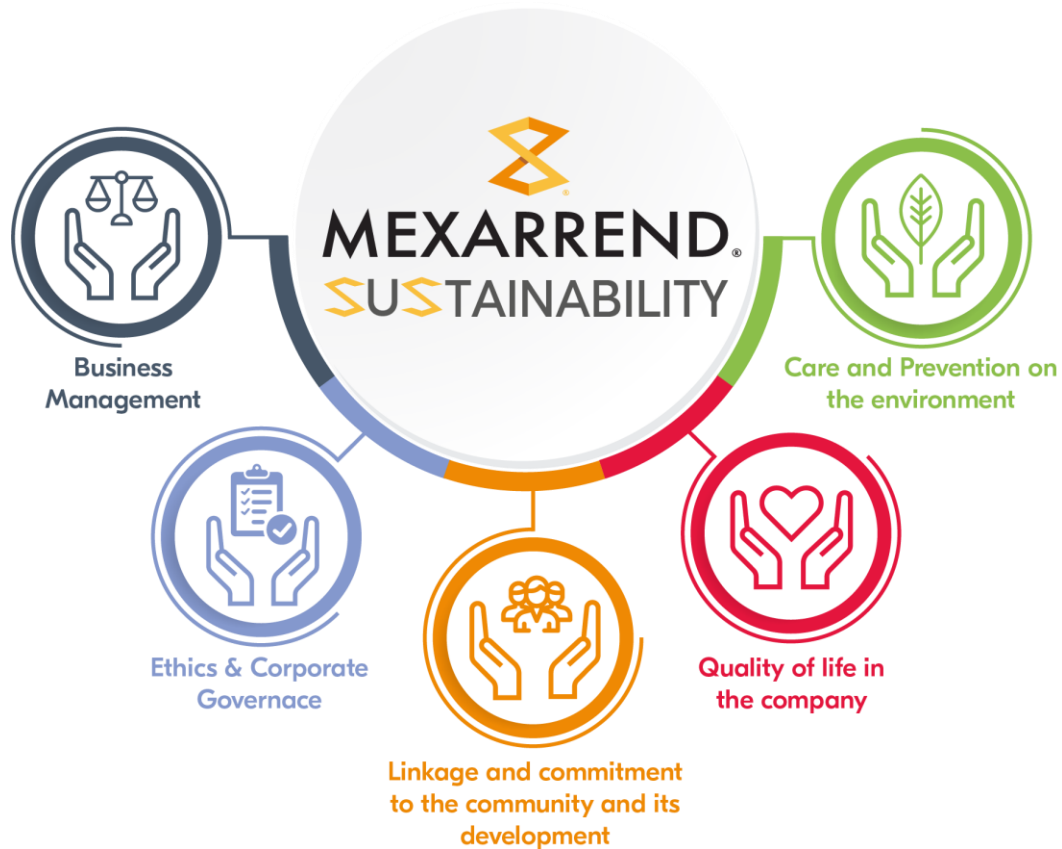 MEXARREND®
SUSTAINABILITY
Business
Management
Care and Prevention on
the environment
Ethics & Corporate
Governace
Quality of life in
the company
Linkage and commitment
to the community and its
development